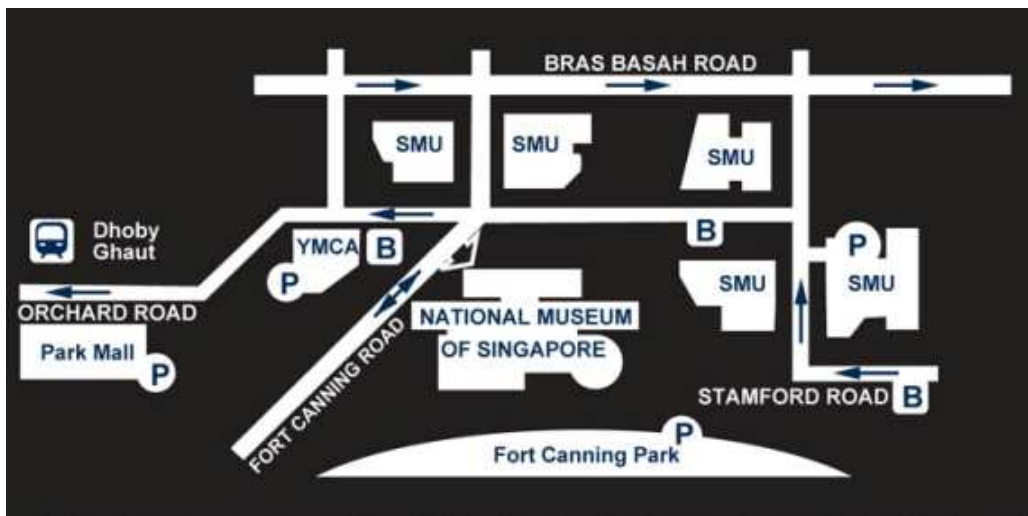 BRAS BASAH ROAD
SMU
SMU
SMU
Dhoby
Ghaut
YMCA
B
B
P
P
SMU
SMU
ORCHARD ROAD
NATIONAL MUSEUM
OF SINGAPORE
Park Mall
P
FORT CANNING ROAD
STAMFORD ROAD
B
P
Fort Canning Park